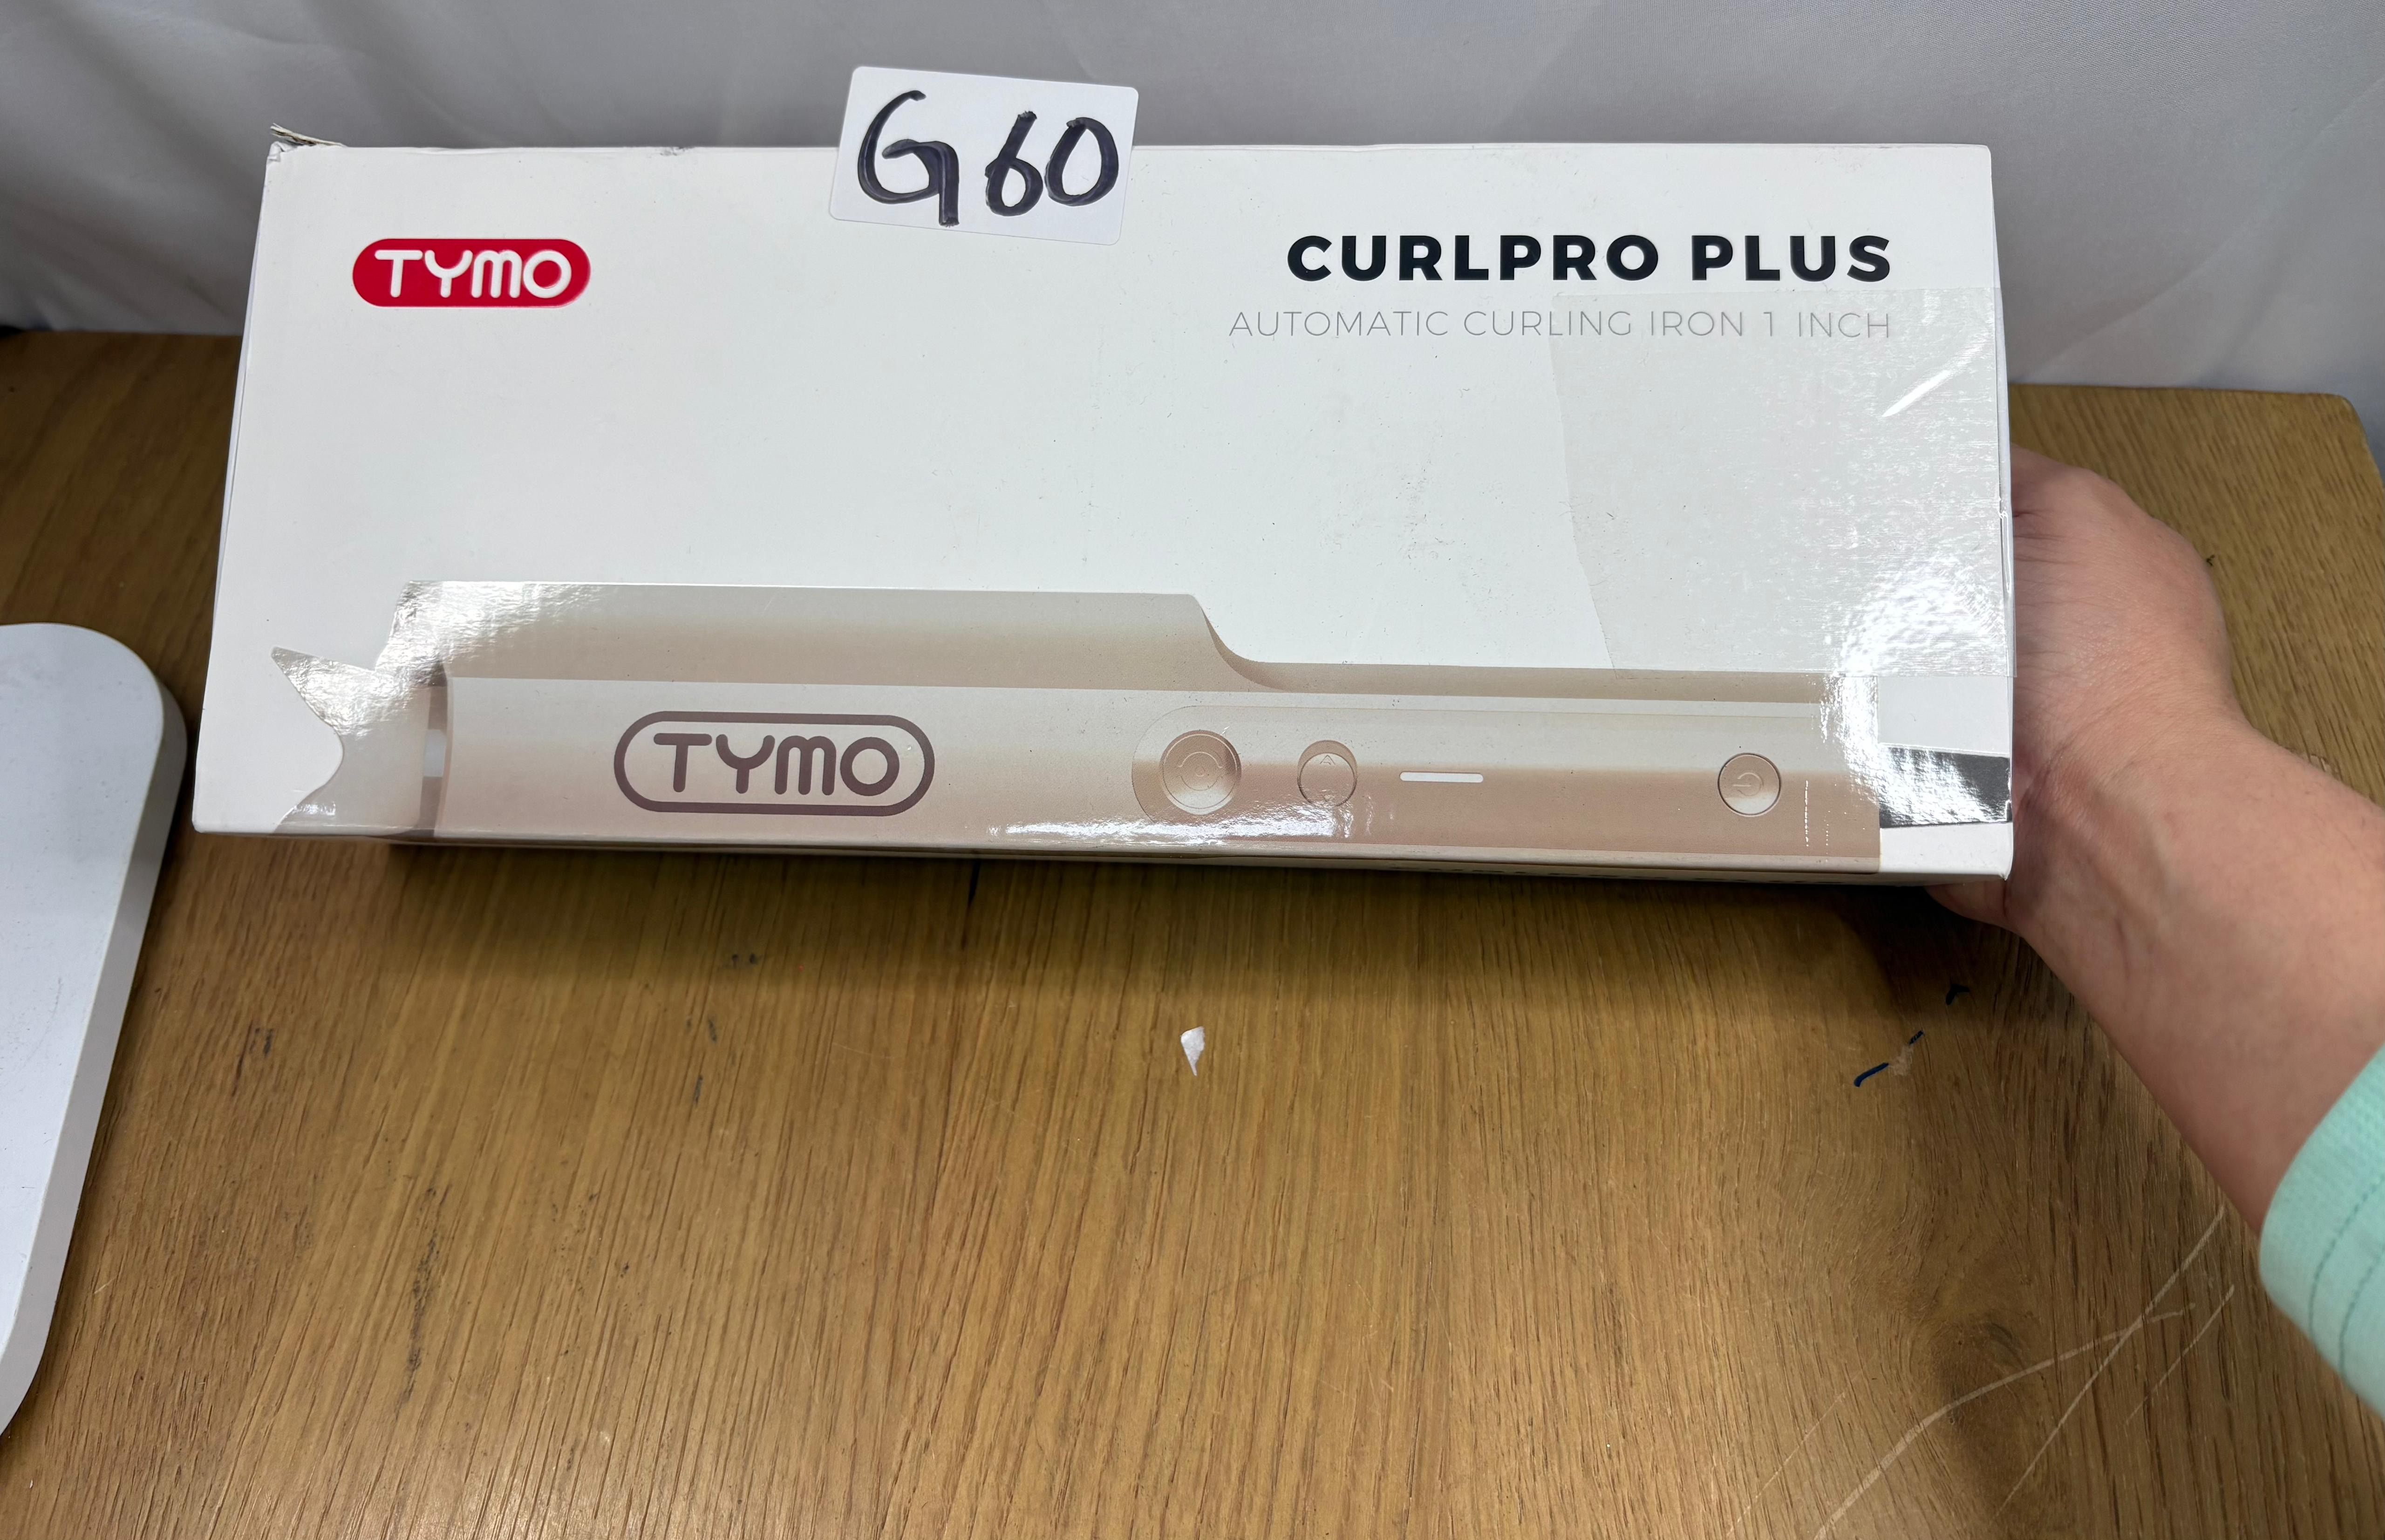 G60
TYMO
CURLPRO PLUS
AUTOMATIC CURLING IRON 1 INCH
TYMO